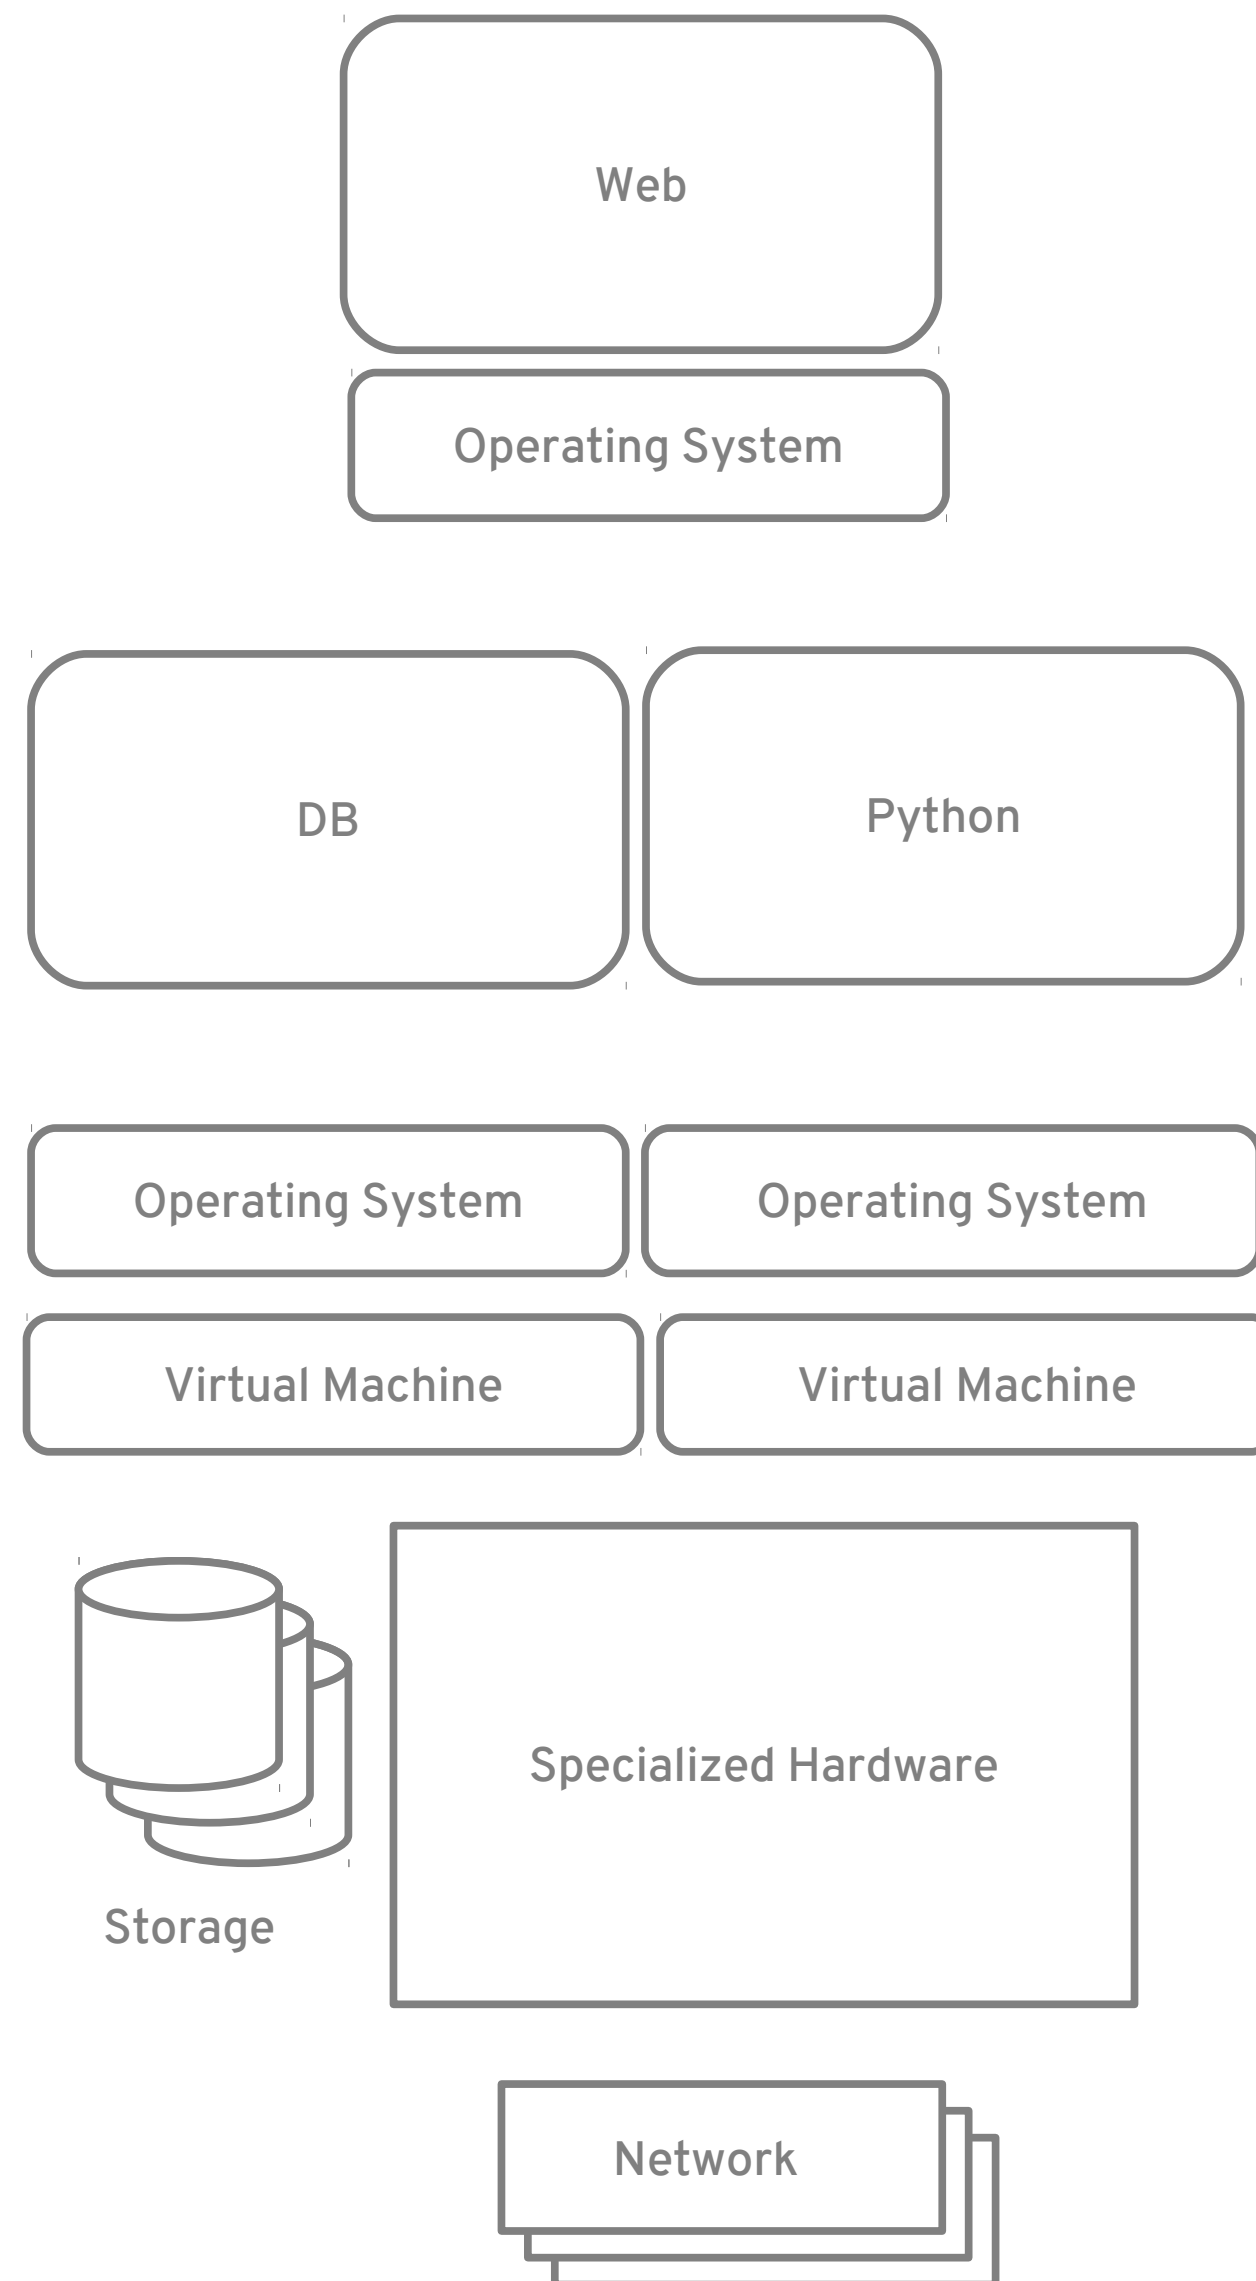 Web
Operating System
DB
Python
Operating System
Operating System
Virtual Machine
Virtual Machine
Specialized Hardware
Storage
Network